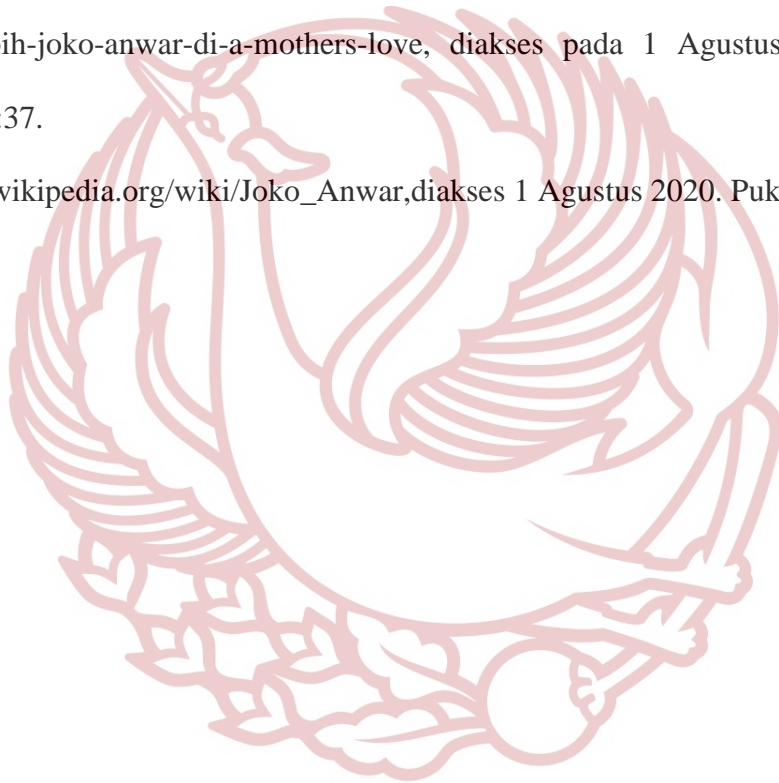 ih-joko-anwar-di-a-mothers-love, diakses pada 1 Agustus
:37.
wikipedia.org/wiki/Joko_Anwar,diakses 1 Agustus 2020. Puk